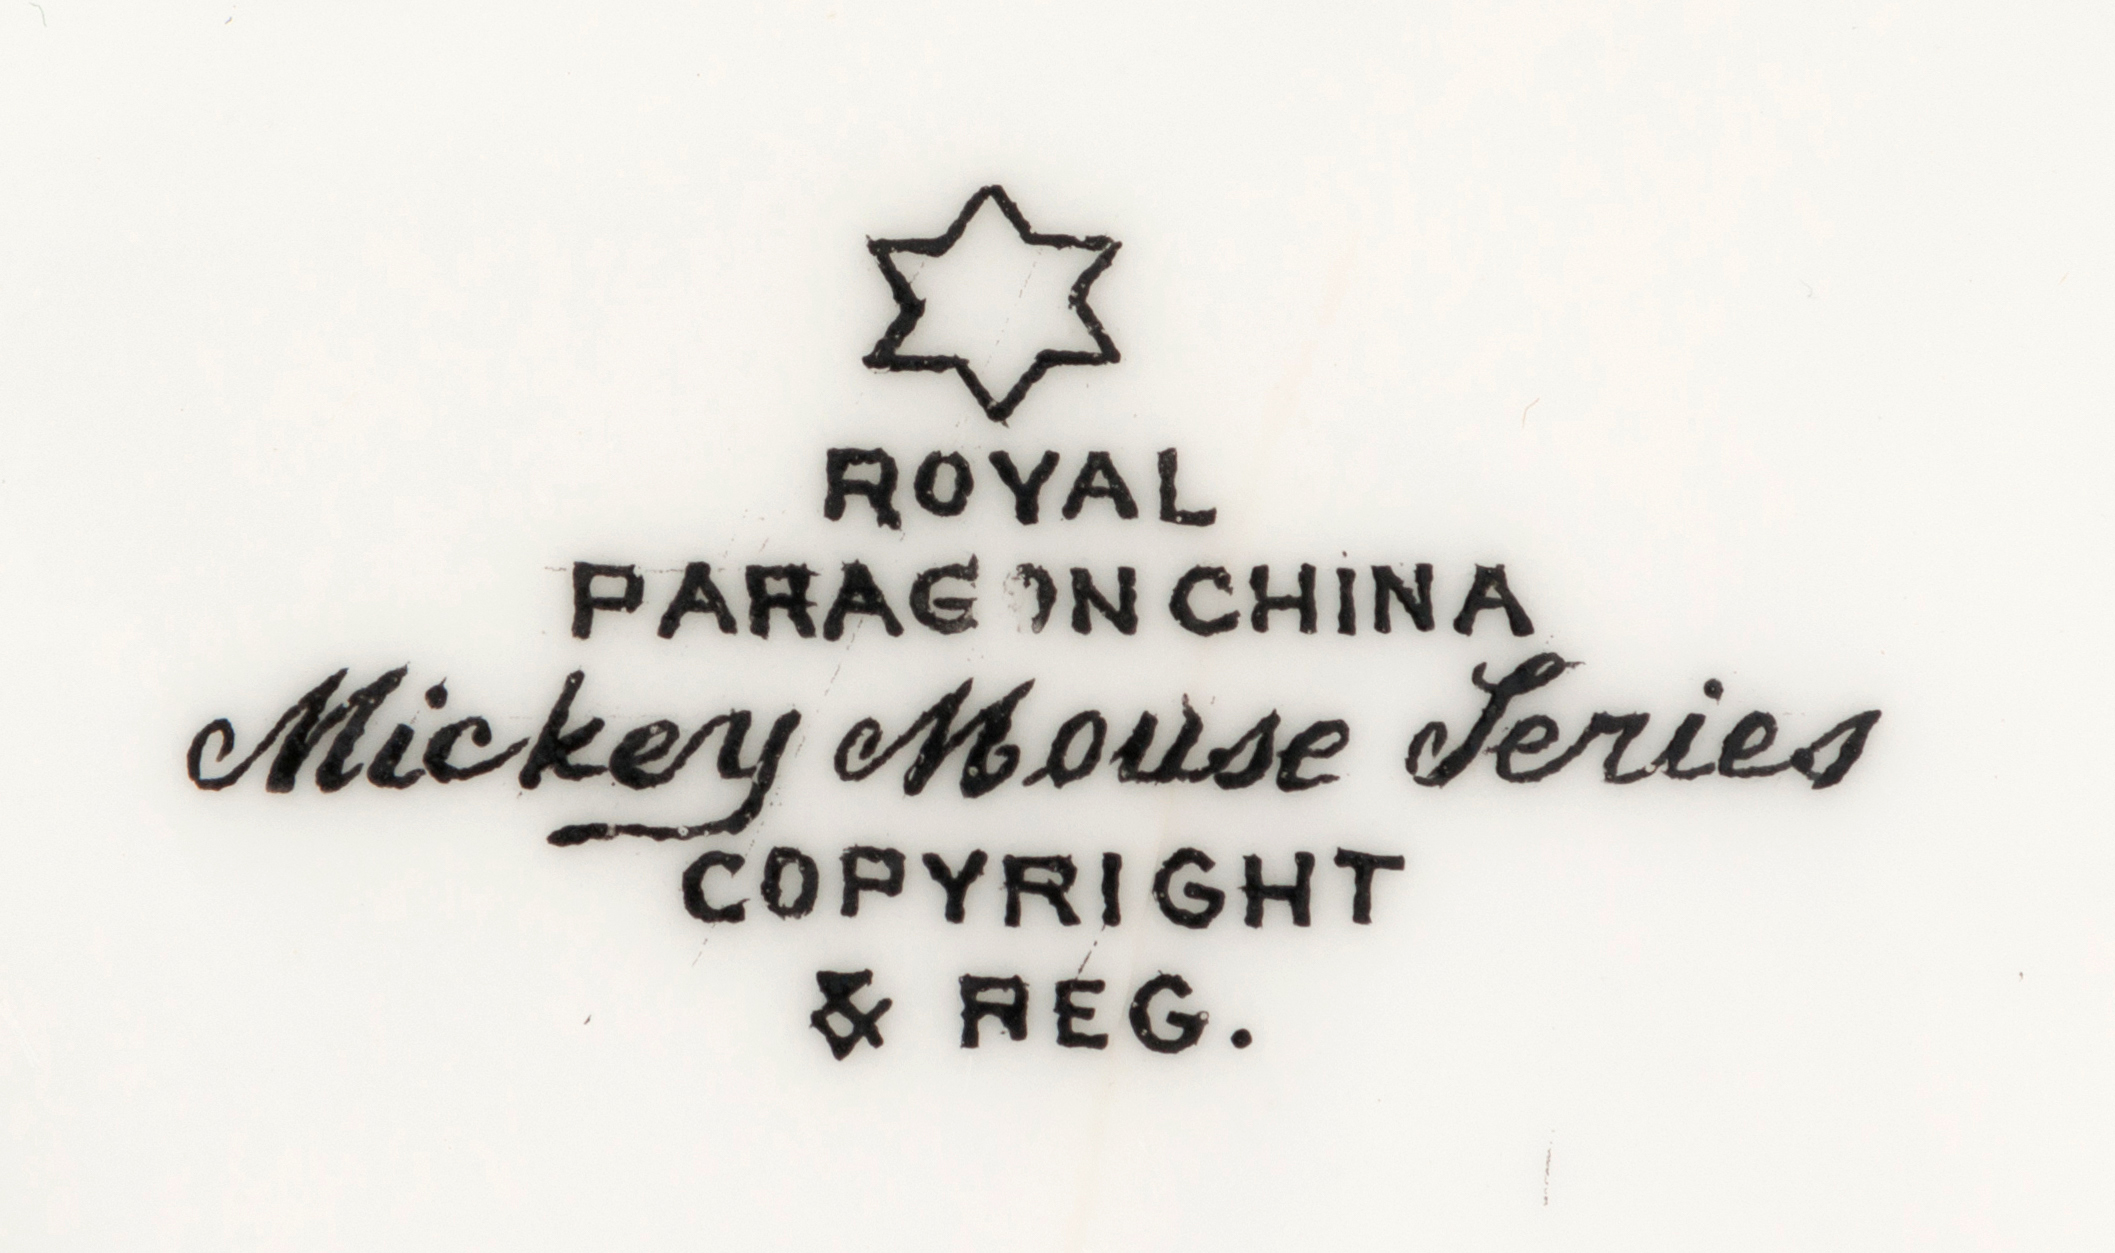 ROYAL
PARAGON CHINA
Mickey Mouse Series
COPYRIGHT
& REG.